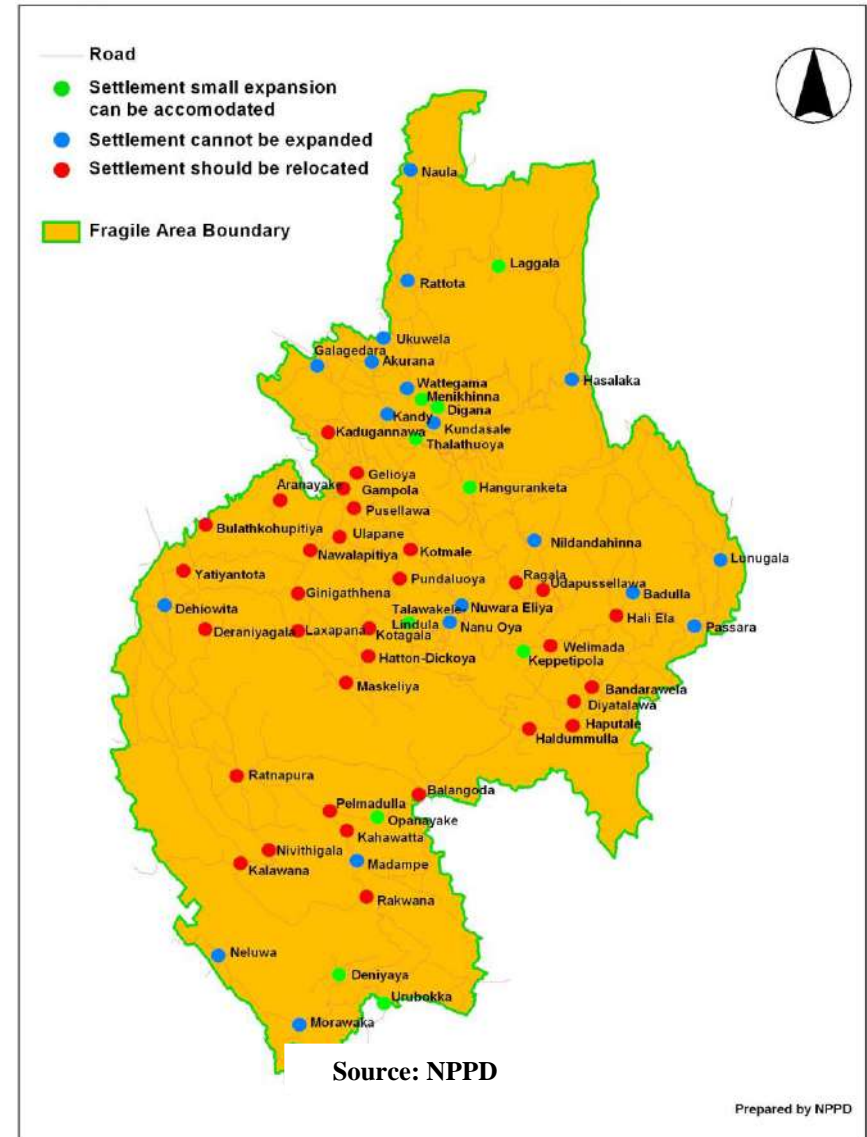 Road
Settlement small expansion
can be accomodated
Settlement cannot be expanded
Settlement should be relocated
Fragile Area Boundary
Naula
Laggala
Rattota
Ukuwela
Galagedara
Akurana
Hasalaka
Wattegama
Menikhinna
Digana
Kandy
Kundasale
Kadugannawa
Thalathuoya
Gelioya
Aranayake
Gampola
Hanguranketa
Pusellawa
Bulathkohupitiya
Ulapane
Nildandahinna
Nawalapitiya
Kotmale
Lunugala
Yatiyantota
Pundaluoya
Ragala
Udapussellawa
Ginigathhena
Badulla
Dehiowita
Talawakele-
Lindula
Nuwara Eliya
Hali Ela
Nanu Oya
Passara
Deraniyagala
Laxapana
Kotagala
Welimada
Keppetipola
Hatton-Dickoya
Maskeliya
Bandarawela
Diyatalawa
Haputale
Haldummulla
Ratnapura
Balangoda
Pelmadulla
Opanayake
Kahawatta
Nivithigala
Madampe
Kalawana
Rakwana
Neluwa
Deniyaya
Urubokka
Morawaka
Source: NPPD
Prepared by NPPD